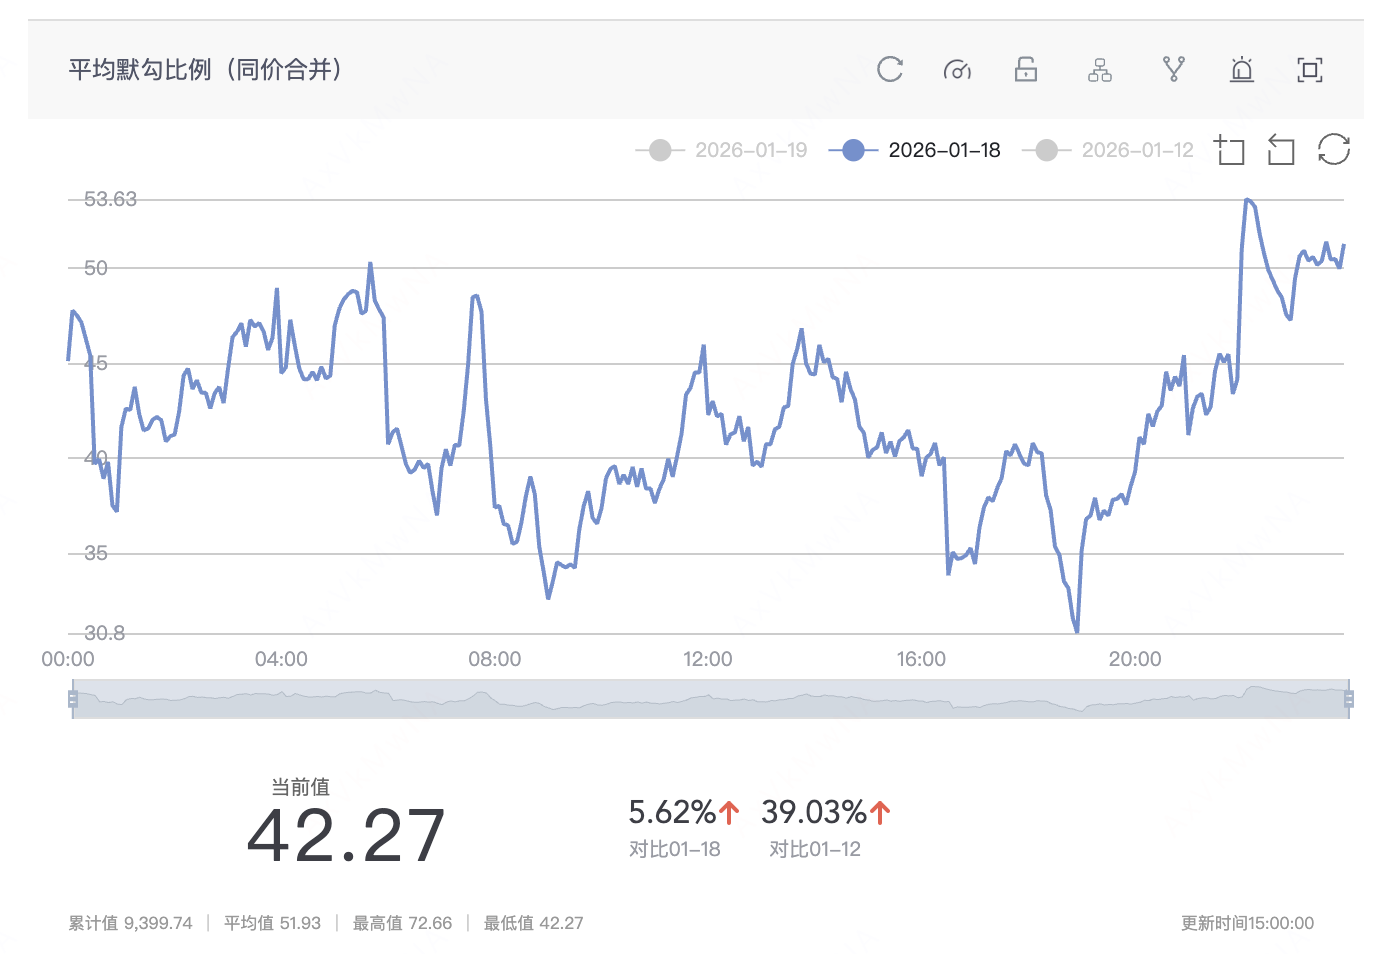 平均默勾比例（同价合并）
2026-01-19 2026-01-18 2026-01-12
53.63
50
45
40
35
30.8
00:00 04:00 08:00 12:00 16:00 20:00
当前值
42.27
5.62% 39.03%
对比01-18 对比01-12
累计值 9,399.74 | 平均值 51.93 | 最高值 72.66 | 最低值 42.27
更新时间15:00:00